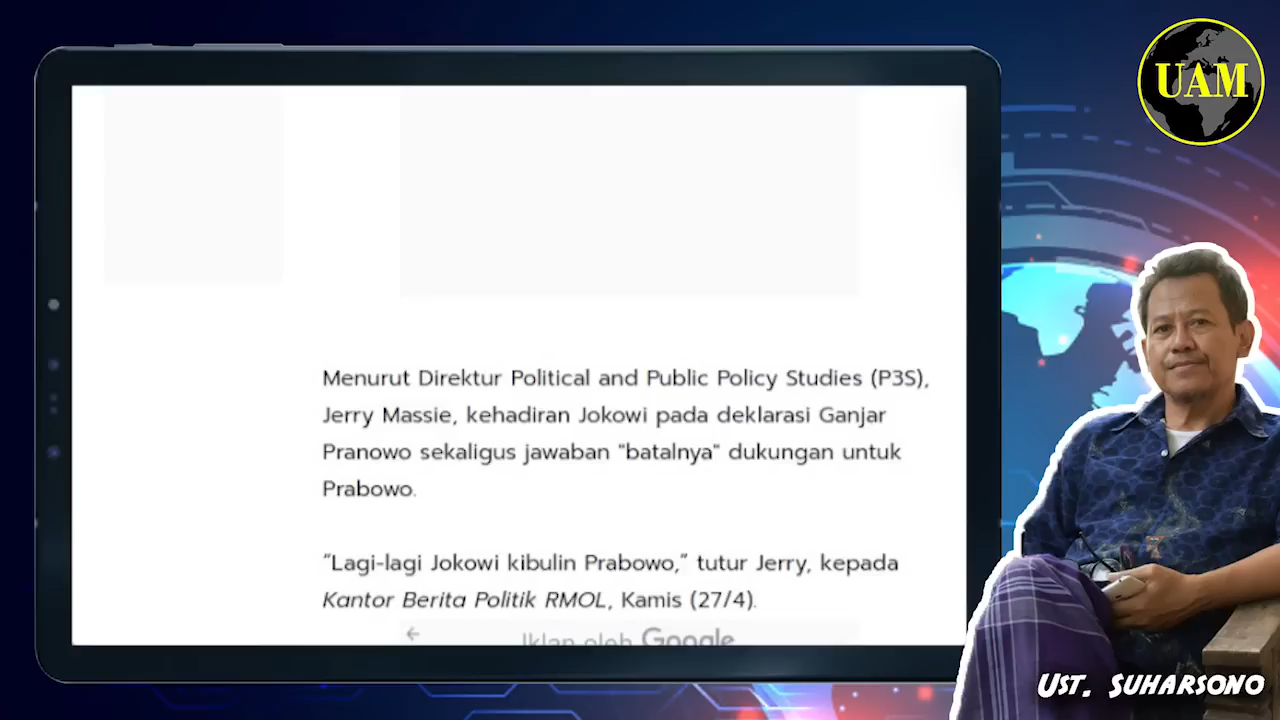 UAM
Menurut Direktur Political and Public Policy Studies (P3S),
Jerry Massie, kehadiran Jokowi pada deklarasi Ganjar
Pranowo sekaligus jawaban "batalnya" dukungan untuk
Prabowo.
“Lagi-lagi Jokowi kibulin Prabowo,” tutur Jerry, kepada
Kantor Berita Politik RMOL, Kamis (27/4).
Iklan oleh Google
UST. SUHARSONO